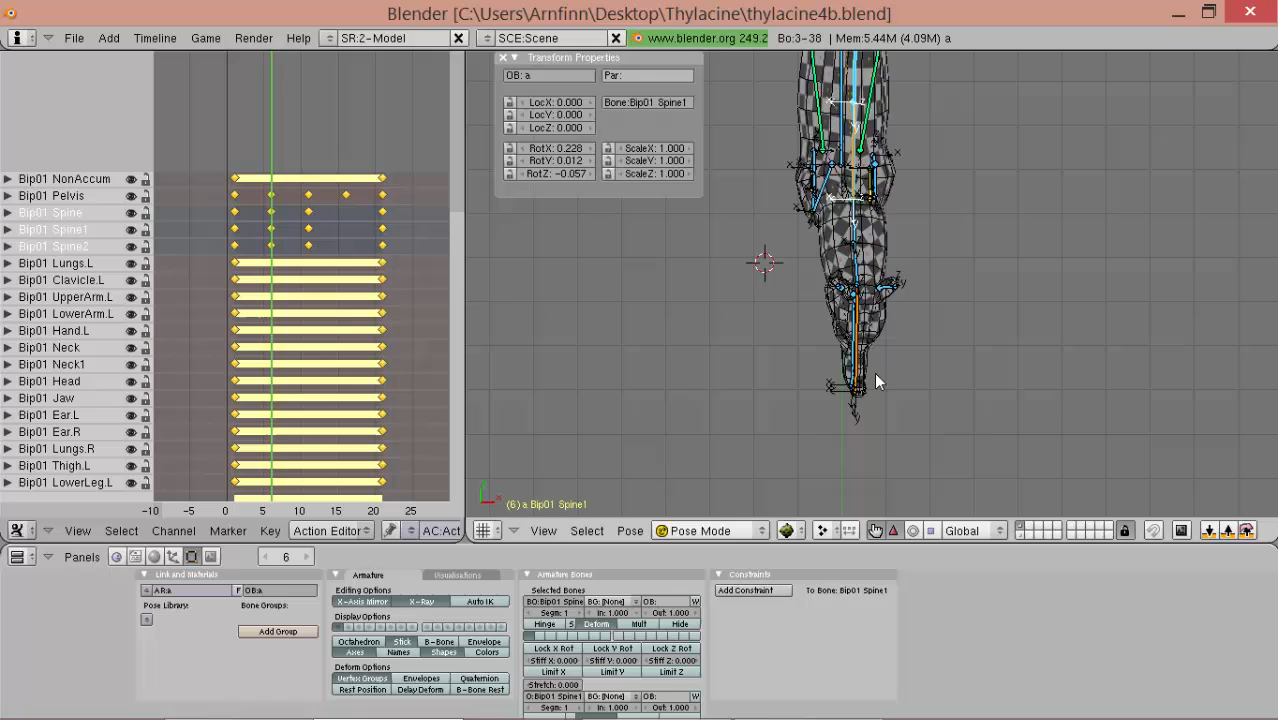 Blender [C:\Users\Arnfinn\Desktop\Thylacine\thylacine4b.blend]
File Add Timeline Game Render Help SR:2-Model SCE:Scene www.blender.org 249.2 Bo:3-38 | Mem:5.44M (4.09M) a
Transform Properties
OB: a Par:
LocX: 0.000 Bone:Bip01 Spine1
LocY: 0.000
LocZ: 0.000
RotX: 0.228 ScaleX: 1.000
RotY: 0.012 ScaleY: 1.000
RotZ: -0.057 ScaleZ: 1.000
Bip01 NonAccum
Bip01 Pelvis
Bip01 Spine
Bip01 Spine1
Bip01 Spine2
Bip01 Lungs.L
Bip01 Clavicle.L
Bip01 UpperArm.L
Bip01 LowerArm.L
Bip01 Hand.L
Bip01 Neck
Bip01 Neck1
Bip01 Head
Bip01 Jaw
Bip01 Ear.L
Bip01 Ear.R
Bip01 Lungs.R
Bip01 Thigh.L
Bip01 LowerLeg.L
-10 -5 0 5 10 15 20 25
(6) a Bip01 Spine1
View Select Channel Marker Key Action Editor AC:Act
View Select Pose Pose Mode Global
Panels 6
Link and Materials
AR:a F OB:a
Pose Library: Bone Groups:
Add Group
Armature Visualisations
Editing Options
X-Axis Mirror X-Ray Auto IK
Display Options
Octahedron Stick B-Bone Envelope
Axes Names Shapes Colors
Deform Options
Vertex Groups Envelopes Quaternion
Rest Position Delay Deform B-Bone Rest
Armature Bones
Selected Bones
BO:Bip01 Spine BG: [None] OB: W
Segm: 1 In: 1.000 Out: 1.000
Hinge S Deform Mult Hide
Lock X Rot Lock Y Rot Lock Z Rot
Stiff X: 0.000 Stiff Y: 0.000 Stiff Z: 0.000
Limit X Limit Y Limit Z
Stretch: 0.000
O:Bip01 Spine1 BG: [None] OB: W
Segm: 1 In: 1.000 Out: 1.000
Constraints
Add Constraint To Bone: Bip01 Spine1